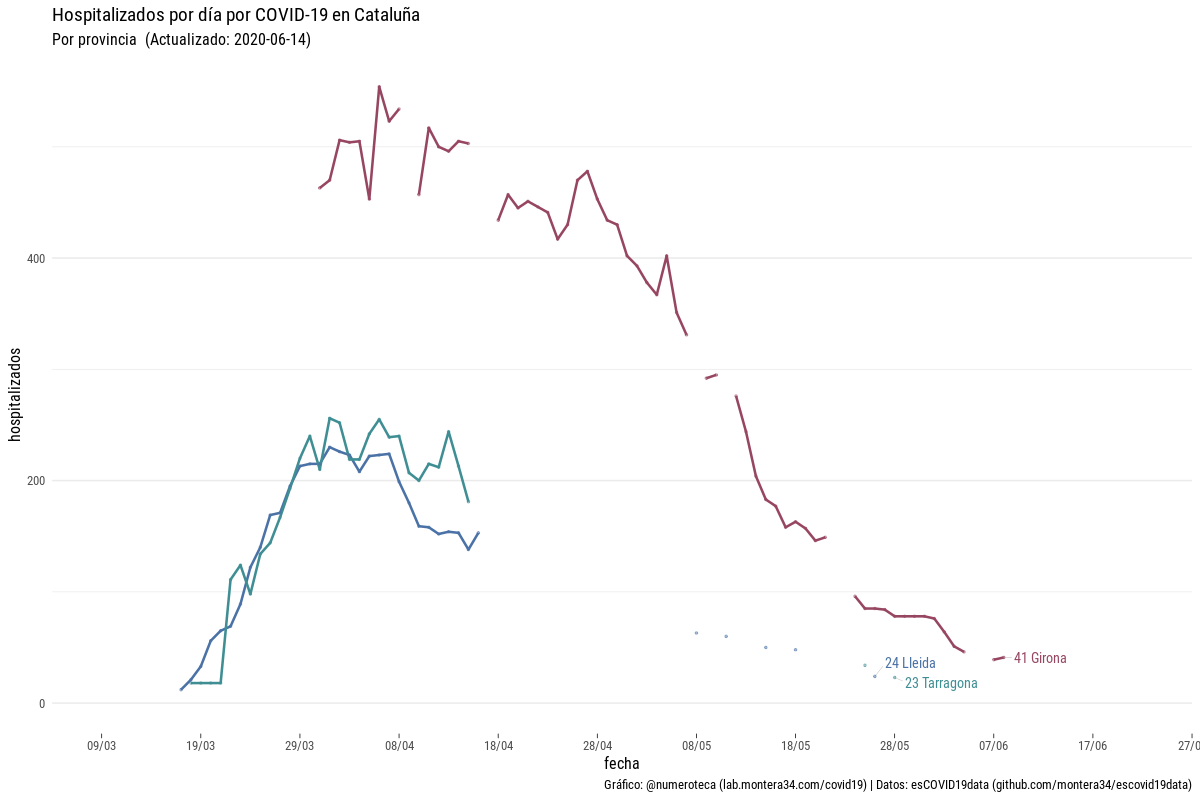 Hospitalizados por día por COVID-19 en Cataluña
Por provincia (Actualizado: 2020-06-14)
hospitalizados
400
200
0
41 Girona
24 Lleida
23 Tarragona
09/03 19/03 29/03 08/04 18/04 28/04 08/05 18/05 28/05 07/06 17/06 27/0
fecha
Gráfico: @numeroteca (lab.montera34.com/covid19) | Datos: esCOVID19data (github.com/montera34/escovid19data)